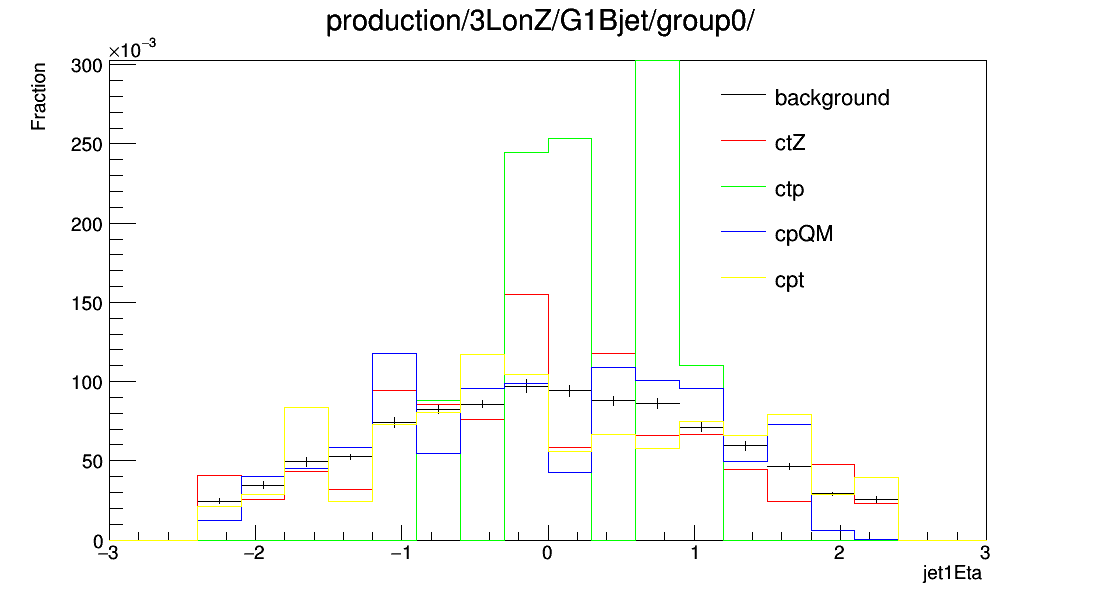 production/3LonZ/G1Bjet/group0/
×10−3
Fraction
300
250
200
150
100
50
0
background
ctZ
ctp
cpQM
cpt
−3 −2 −1 0 1 2 3
jet1Eta